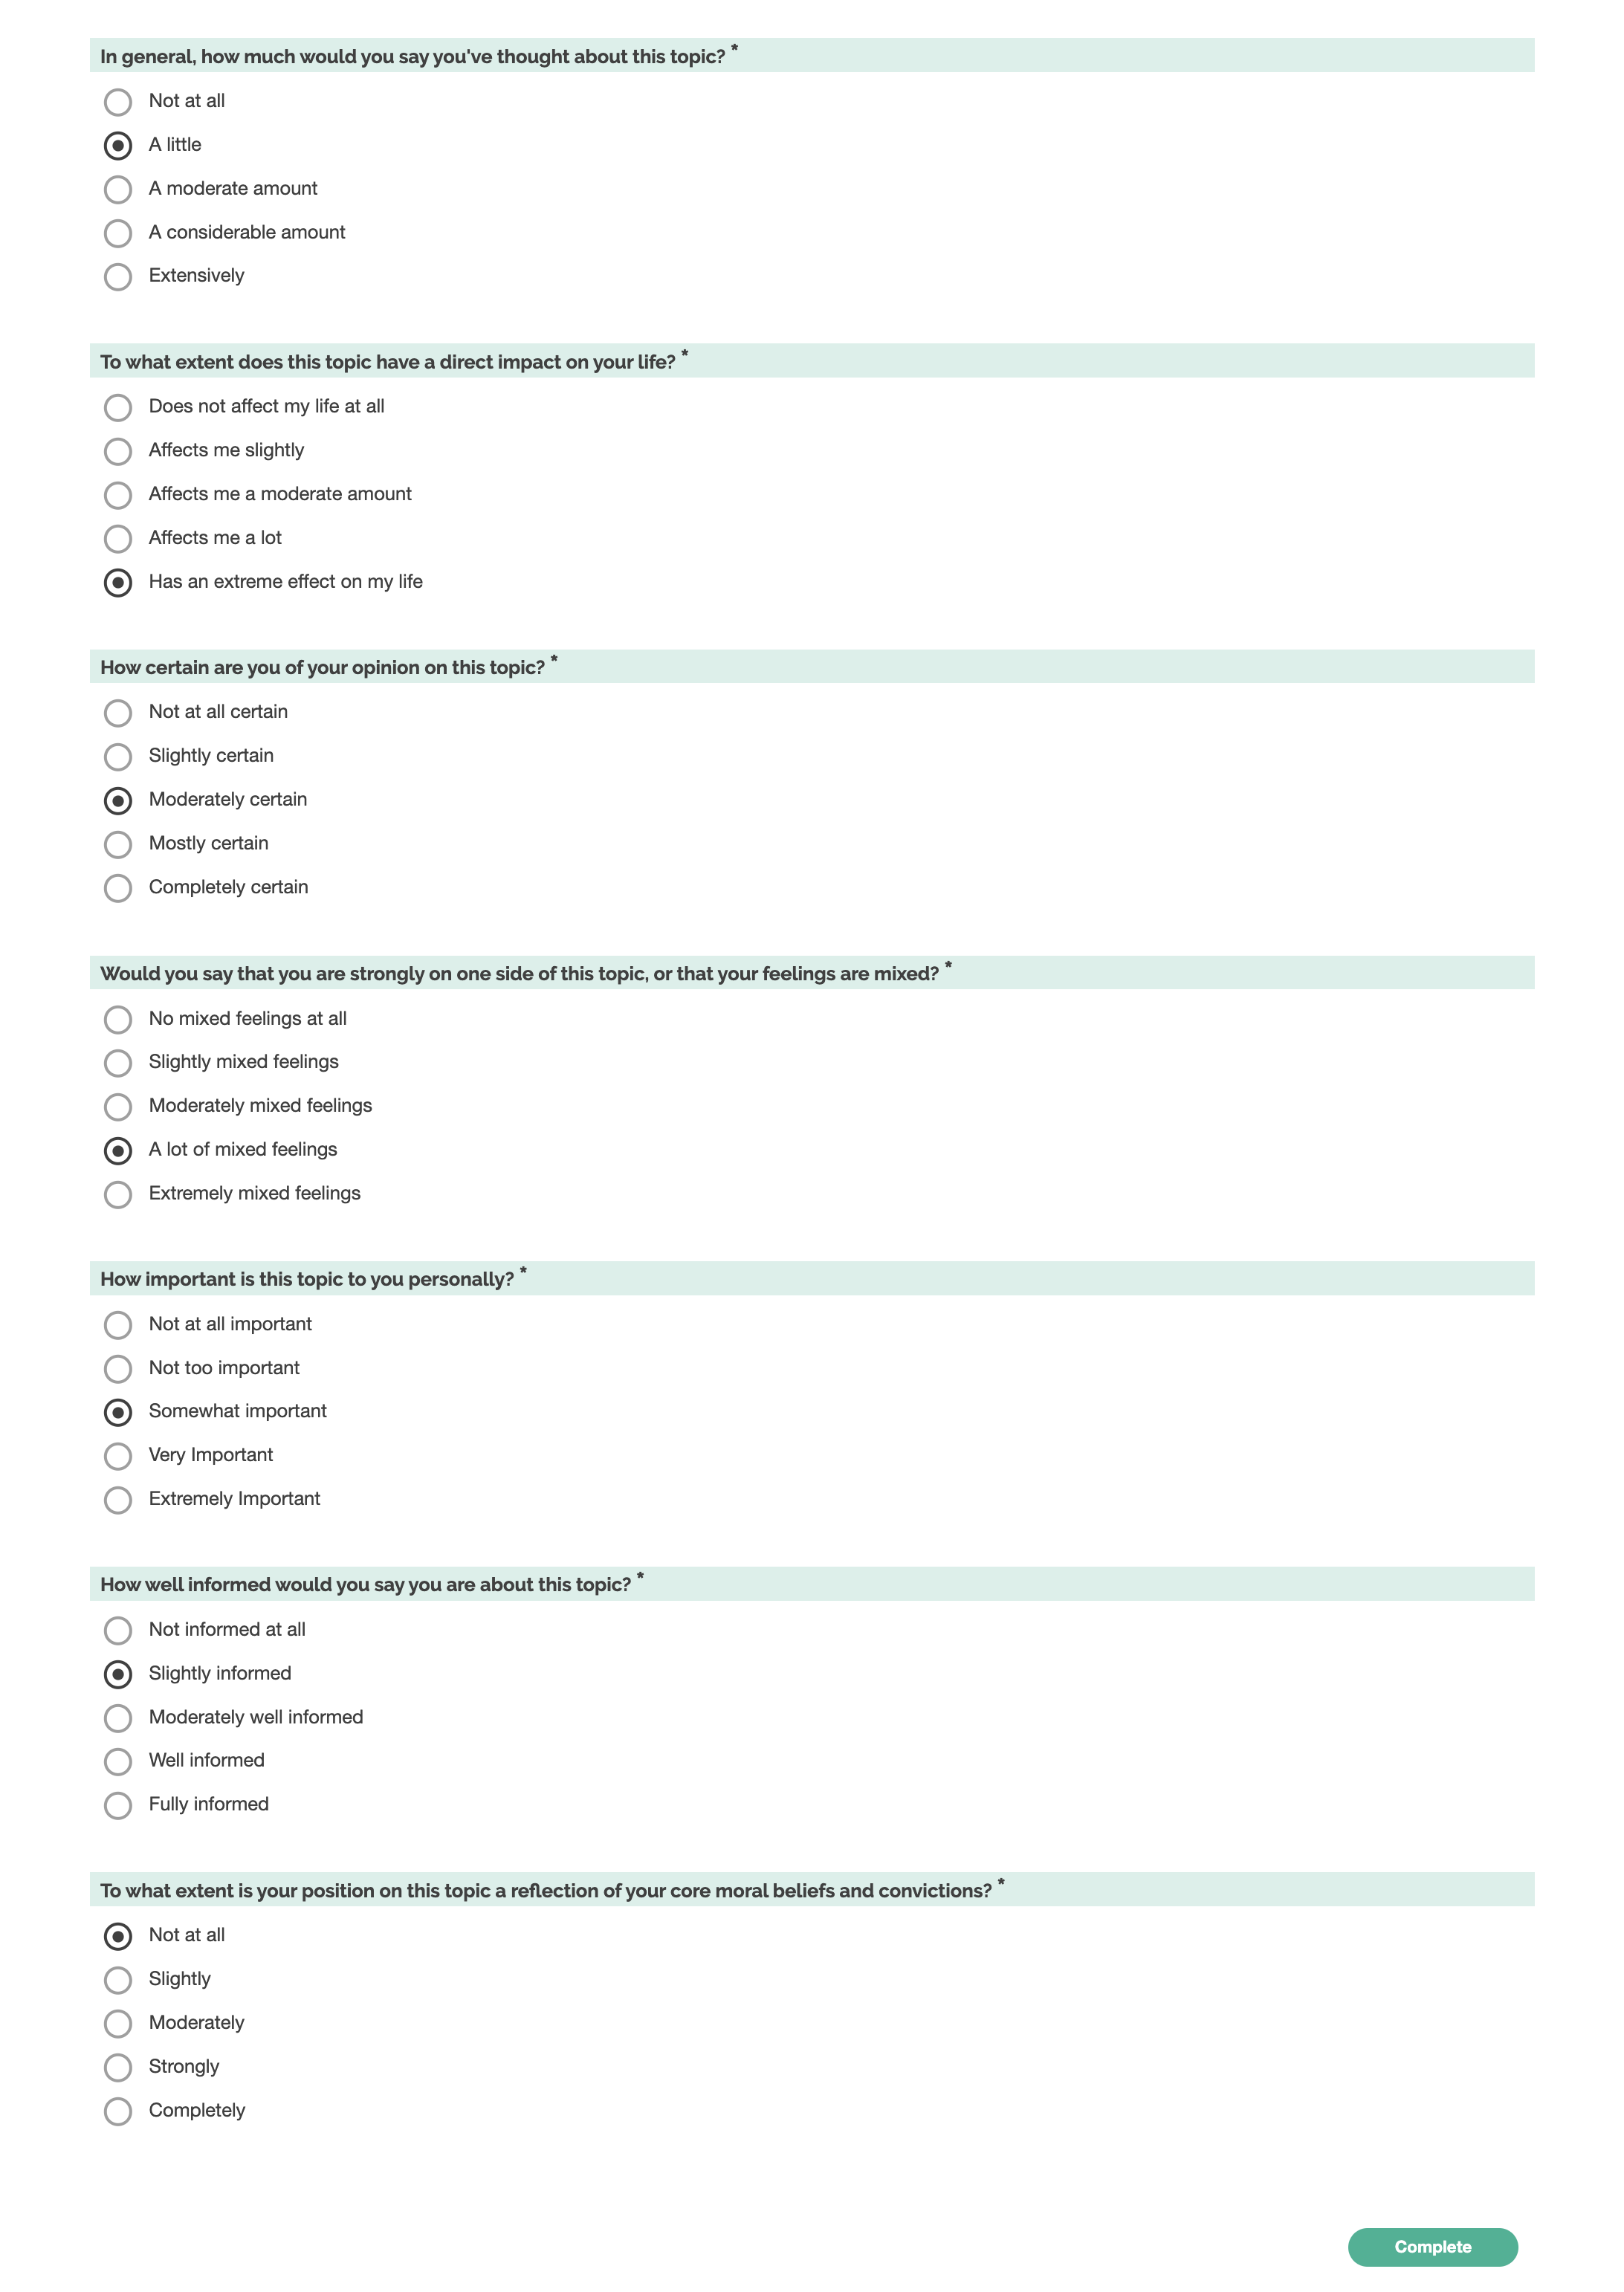 In general, how much would you say you've thought about this topic? *
Not at all
A little
A moderate amount
A considerable amount
Extensively
To what extent does this topic have a direct impact on your life? *
Does not affect my life at all
Affects me slightly
Affects me a moderate amount
Affects me a lot
Has an extreme effect on my life
How certain are you of your opinion on this topic? *
Not at all certain
Slightly certain
Moderately certain
Mostly certain
Completely certain
Would you say that you are strongly on one side of this topic, or that your feelings are mixed? *
No mixed feelings at all
Slightly mixed feelings
Moderately mixed feelings
A lot of mixed feelings
Extremely mixed feelings
How important is this topic to you personally? *
Not at all important
Not too important
Somewhat important
Very Important
Extremely Important
How well informed would you say you are about this topic? *
Not informed at all
Slightly informed
Moderately well informed
Well informed
Fully informed
To what extent is your position on this topic a reflection of your core moral beliefs and convictions? *
Not at all
Slightly
Moderately
Strongly
Completely
Complete